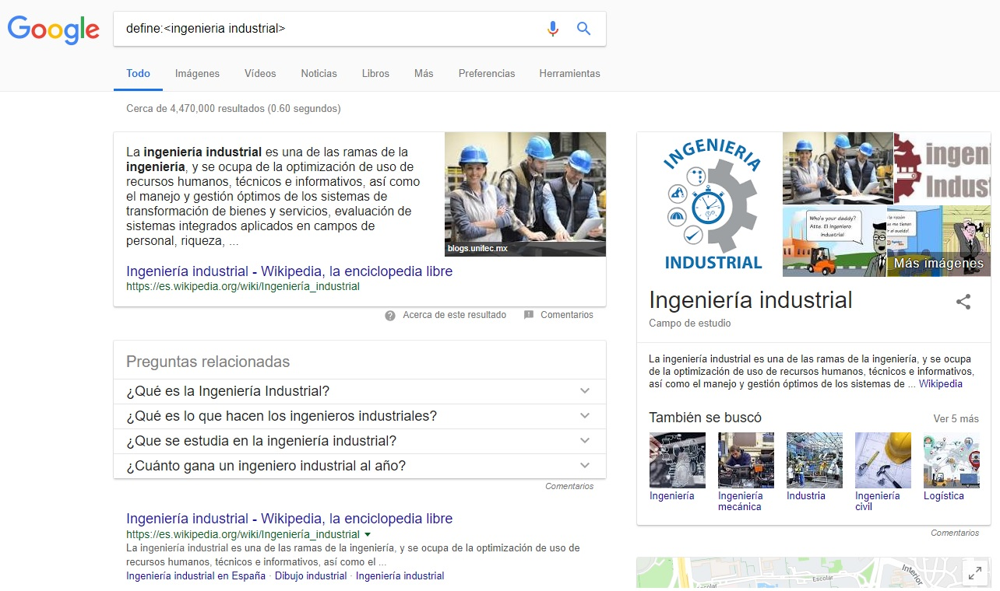 Google
define:<ingenieria industrial>
Todo Imágenes Vídeos Noticias Libros Más Preferencias Herramientas
Cerca de 4,470,000 resultados (0.60 segundos)
La ingeniería industrial es una de las ramas de la
ingeniería, y se ocupa de la optimización de uso de
recursos humanos, técnicos e informativos, así como
el manejo y gestión óptimos de los sistemas de
transformación de bienes y servicios, evaluación de
sistemas integrados aplicados en campos de
personal, riqueza, ...
blogs.unitec.mx
Ingeniería industrial - Wikipedia, la enciclopedia libre
https://es.wikipedia.org/wiki/Ingeniería_industrial
Acerca de este resultado Comentarios
Preguntas relacionadas
¿Qué es la Ingeniería Industrial?
¿Qué es lo que hacen los ingenieros industriales?
¿Que se estudia en la ingeniería industrial?
¿Cuánto gana un ingeniero industrial al año?
Comentarios
Ingeniería industrial - Wikipedia, la enciclopedia libre
https://es.wikipedia.org/wiki/Ingeniería_industrial
La ingeniería industrial es una de las ramas de la ingeniería, y se ocupa de la optimización de uso de
recursos humanos, técnicos e informativos, así como el ...
Ingeniería industrial en España · Dibujo industrial · Ingeniería industrial
INGENIERIA
INDUSTRIAL
ingeni
Indust
Who's your daddy?
Atte. El ingeniero
industrial
la razón
me tienen
el sueldo!
Más imágenes
Ingeniería industrial
Campo de estudio
La ingeniería industrial es una de las ramas de la ingeniería, y se ocupa
de la optimización de uso de recursos humanos, técnicos e informativos,
así como el manejo y gestión óptimos de los sistemas de ... Wikipedia
También se buscó Ver 5 más
Ingeniería
Ingeniería
mecánica
Industria
Ingeniería
civil
Logística
Comentarios
Escolar
Escolar
Interior